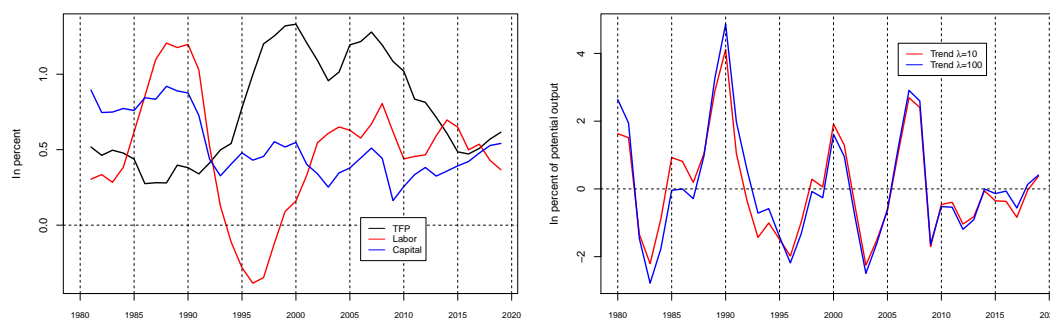 In percent
1.0
0.5
0.0
TFP
Labor
Capital
1980 1985 1990 1995 2000 2005 2010 2015 2020
In percent of potential output
4
2
0
-2
Trend λ=10
Trend λ=100
1980 1985 1990 1995 2000 2005 2010 2015